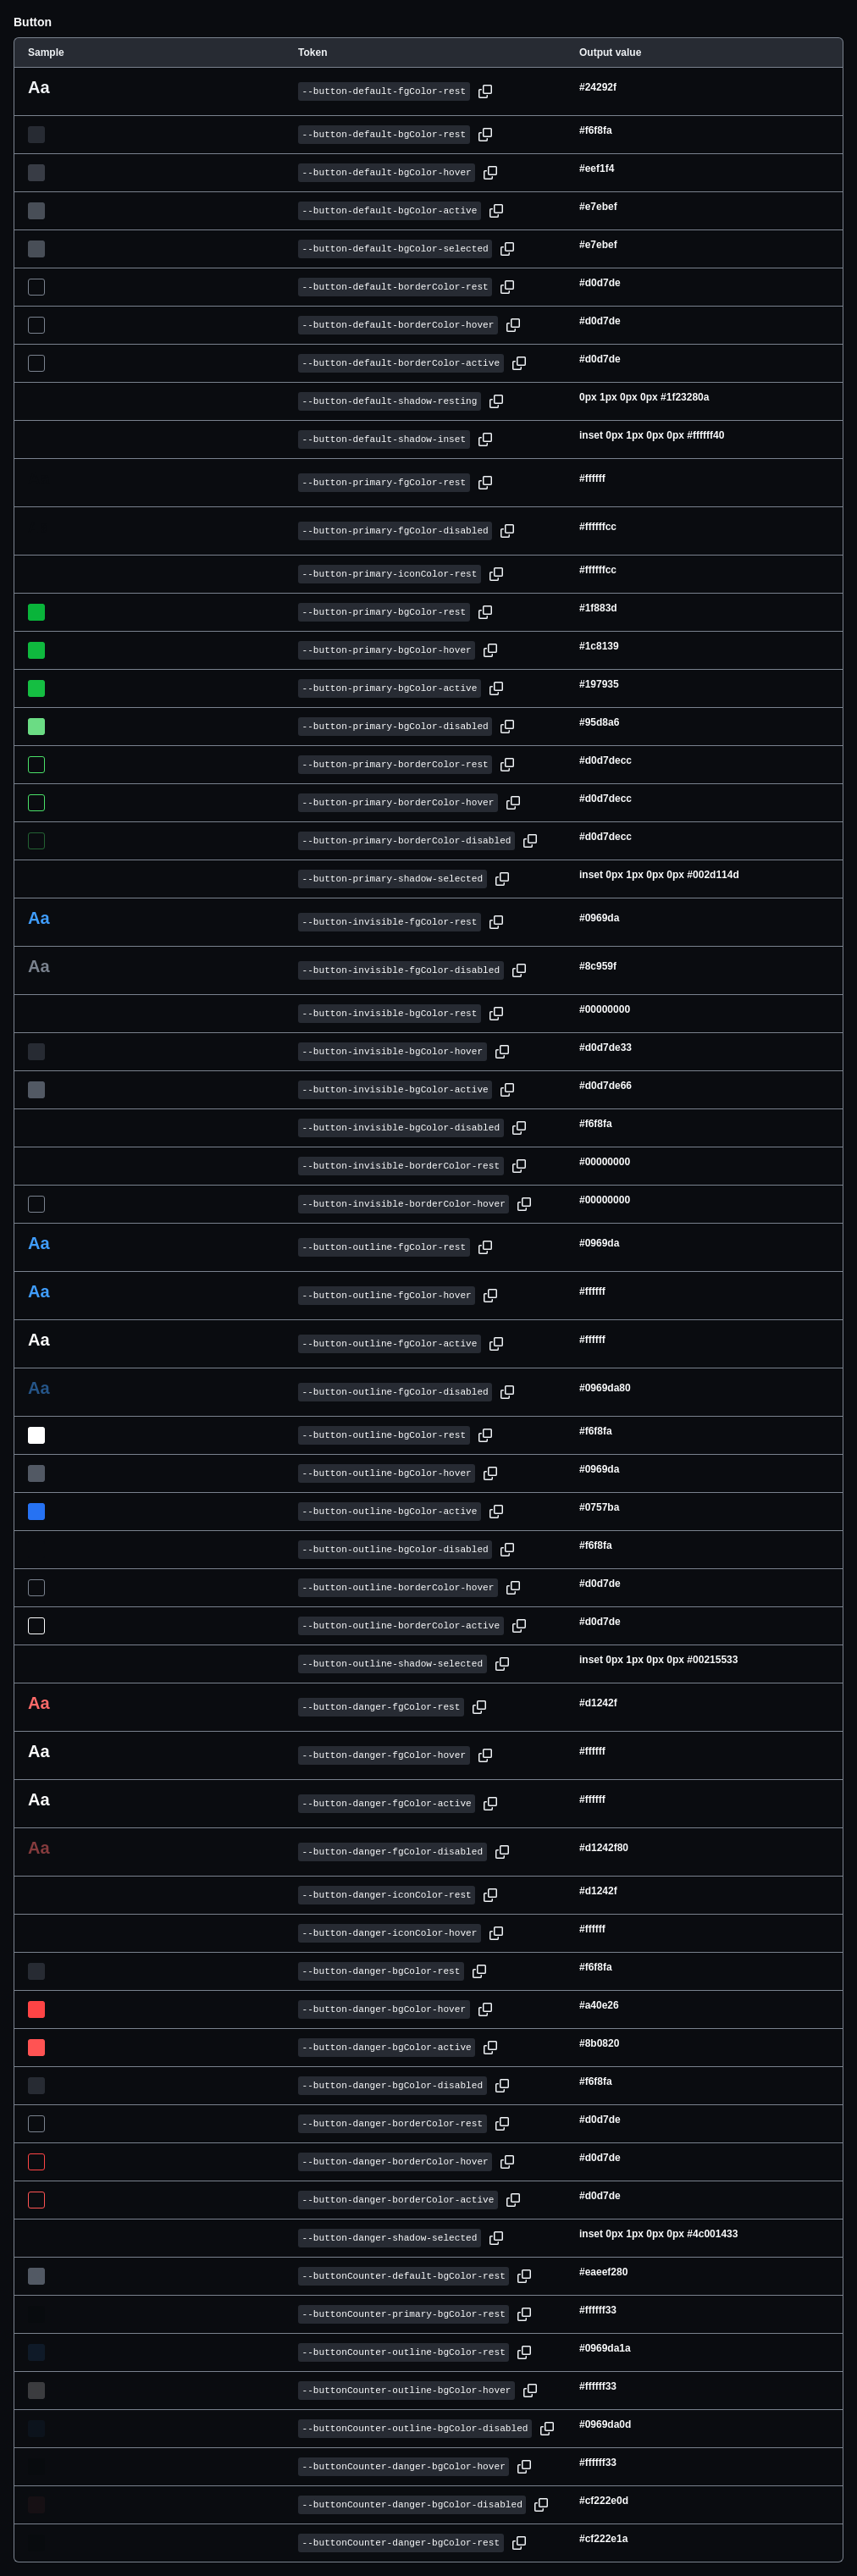 Button
Sample Token Output value
Aa --button-default-fgColor-rest #24292f
--button-default-bgColor-rest #f6f8fa
--button-default-bgColor-hover #eef1f4
--button-default-bgColor-active #e7ebef
--button-default-bgColor-selected #e7ebef
--button-default-borderColor-rest #d0d7de
--button-default-borderColor-hover #d0d7de
--button-default-borderColor-active #d0d7de
--button-default-shadow-resting 0px 1px 0px 0px #1f23280a
--button-default-shadow-inset inset 0px 1px 0px 0px #ffffff40
--button-primary-fgColor-rest #ffffff
--button-primary-fgColor-disabled #ffffffcc
--button-primary-iconColor-rest #ffffffcc
--button-primary-bgColor-rest #1f883d
--button-primary-bgColor-hover #1c8139
--button-primary-bgColor-active #197935
--button-primary-bgColor-disabled #95d8a6
--button-primary-borderColor-rest #d0d7decc
--button-primary-borderColor-hover #d0d7decc
--button-primary-borderColor-disabled #d0d7decc
--button-primary-shadow-selected inset 0px 1px 0px 0px #002d114d
Aa --button-invisible-fgColor-rest #0969da
Aa --button-invisible-fgColor-disabled #8c959f
--button-invisible-bgColor-rest #00000000
--button-invisible-bgColor-hover #d0d7de33
--button-invisible-bgColor-active #d0d7de66
--button-invisible-bgColor-disabled #f6f8fa
--button-invisible-borderColor-rest #00000000
--button-invisible-borderColor-hover #00000000
Aa --button-outline-fgColor-rest #0969da
Aa --button-outline-fgColor-hover #ffffff
Aa --button-outline-fgColor-active #ffffff
Aa --button-outline-fgColor-disabled #0969da80
--button-outline-bgColor-rest #f6f8fa
--button-outline-bgColor-hover #0969da
--button-outline-bgColor-active #0757ba
--button-outline-bgColor-disabled #f6f8fa
--button-outline-borderColor-hover #d0d7de
--button-outline-borderColor-active #d0d7de
--button-outline-shadow-selected inset 0px 1px 0px 0px #00215533
Aa --button-danger-fgColor-rest #d1242f
Aa --button-danger-fgColor-hover #ffffff
Aa --button-danger-fgColor-active #ffffff
Aa --button-danger-fgColor-disabled #d1242f80
--button-danger-iconColor-rest #d1242f
--button-danger-iconColor-hover #ffffff
--button-danger-bgColor-rest #f6f8fa
--button-danger-bgColor-hover #a40e26
--button-danger-bgColor-active #8b0820
--button-danger-bgColor-disabled #f6f8fa
--button-danger-borderColor-rest #d0d7de
--button-danger-borderColor-hover #d0d7de
--button-danger-borderColor-active #d0d7de
--button-danger-shadow-selected inset 0px 1px 0px 0px #4c001433
--buttonCounter-default-bgColor-rest #eaeef280
--buttonCounter-primary-bgColor-rest #ffffff33
--buttonCounter-outline-bgColor-rest #0969da1a
--buttonCounter-outline-bgColor-hover #ffffff33
--buttonCounter-outline-bgColor-disabled #0969da0d
--buttonCounter-danger-bgColor-hover #ffffff33
--buttonCounter-danger-bgColor-disabled #cf222e0d
--buttonCounter-danger-bgColor-rest #cf222e1a